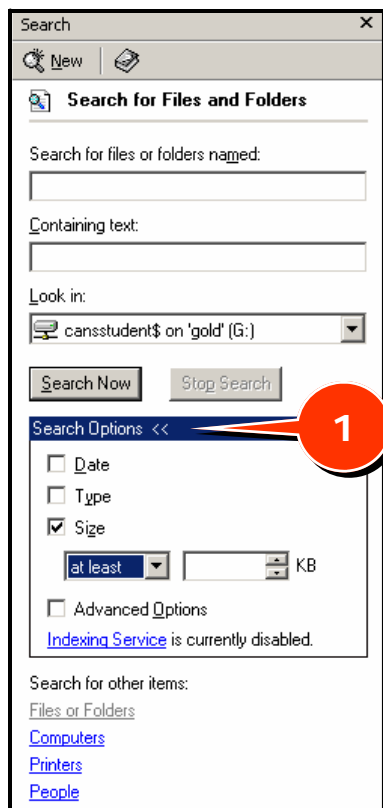 Search
New
Search for Files and Folders
Search for files or folders named:
Containing text:
Look in:
cansstudent$ on 'gold' (G:)
Search Now Stop Search
Search Options <<
1
Date
Type
Size
at least KB
Advanced Options
Indexing Service is currently disabled.
Search for other items:
Files or Folders
Computers
Printers
People